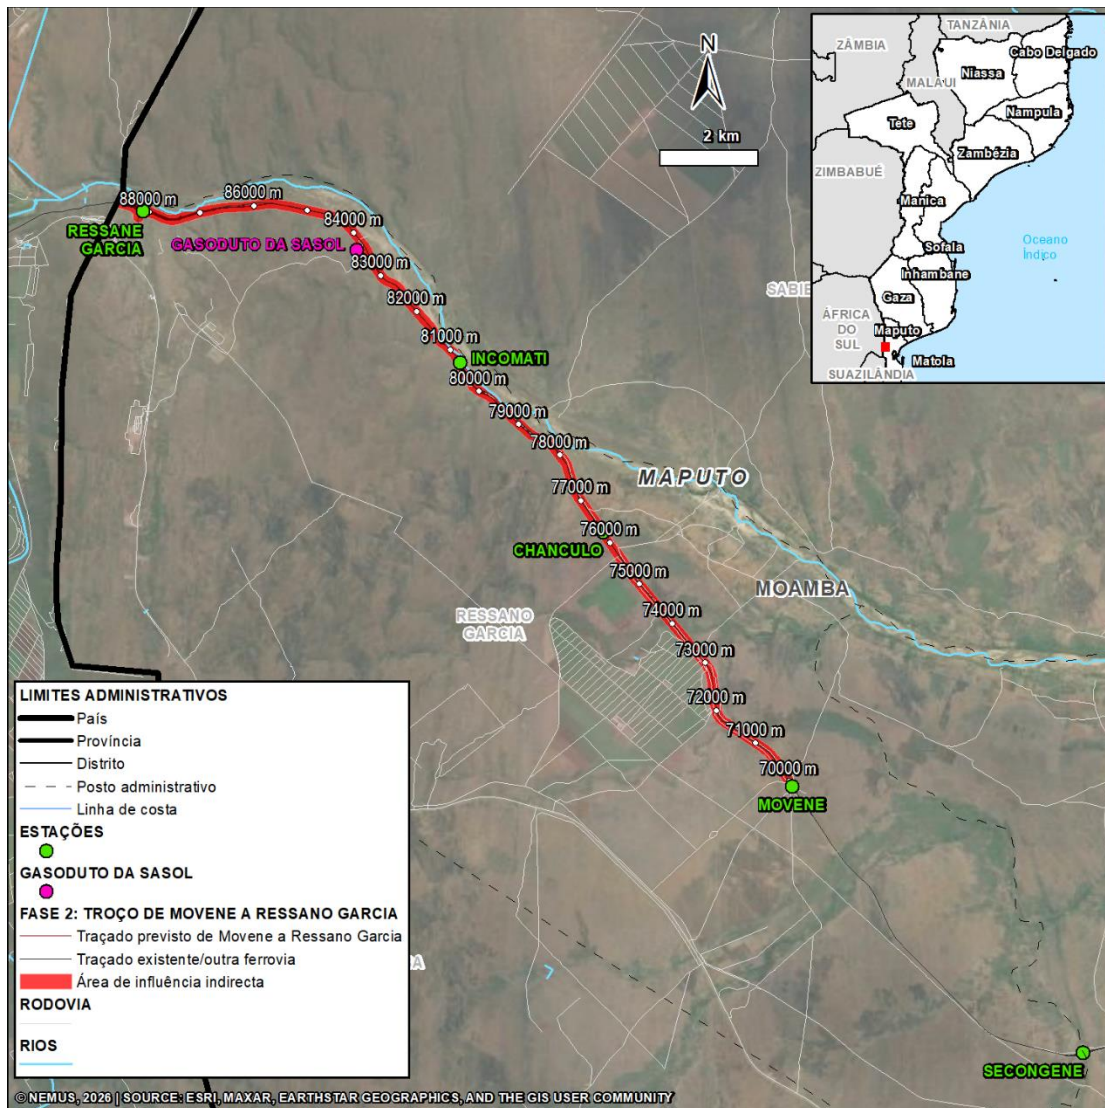 N
2 km
TANZÂNIA
ZÂMBIA
Cabo Delgado
Niassa
MALAUI
Nampula
Tete
Zambézia
ZIMBABUÉ
Manica
Sofala
Oceano
Índico
Inhambane
Gaza
ÁFRICA
DO
SUL
Maputo
Matola
SUAZILÂNDIA
88000 m
86000 m
RESSANE
GARCIA
84000 m
GASODUTO DA SASOL
83000 m
SABIE
82000 m
81000 m
INCOMATI
80000 m
79000 m
78000 m
MAPUTO
77000 m
76000 m
CHANCULO
75000 m
MOAMBA
74000 m
RESSANO
GARCIA
73000 m
72000 m
71000 m
70000 m
MOVENE
SECONGENE
LIMITES ADMINISTRATIVOS
País
Província
Distrito
Posto administrativo
Linha de costa
ESTAÇÕES
GASODUTO DA SASOL
FASE 2: TROÇO DE MOVENE A RESSANO GARCIA
Traçado previsto de Movene a Ressano Garcia
Traçado existente/outra ferrovia
Área de influência indirecta
RODOVIA
RIOS
© NEMUS, 2026 | SOURCE: ESRI, MAXAR, EARTHSTAR GEOGRAPHICS, AND THE GIS USER COMMUNITY